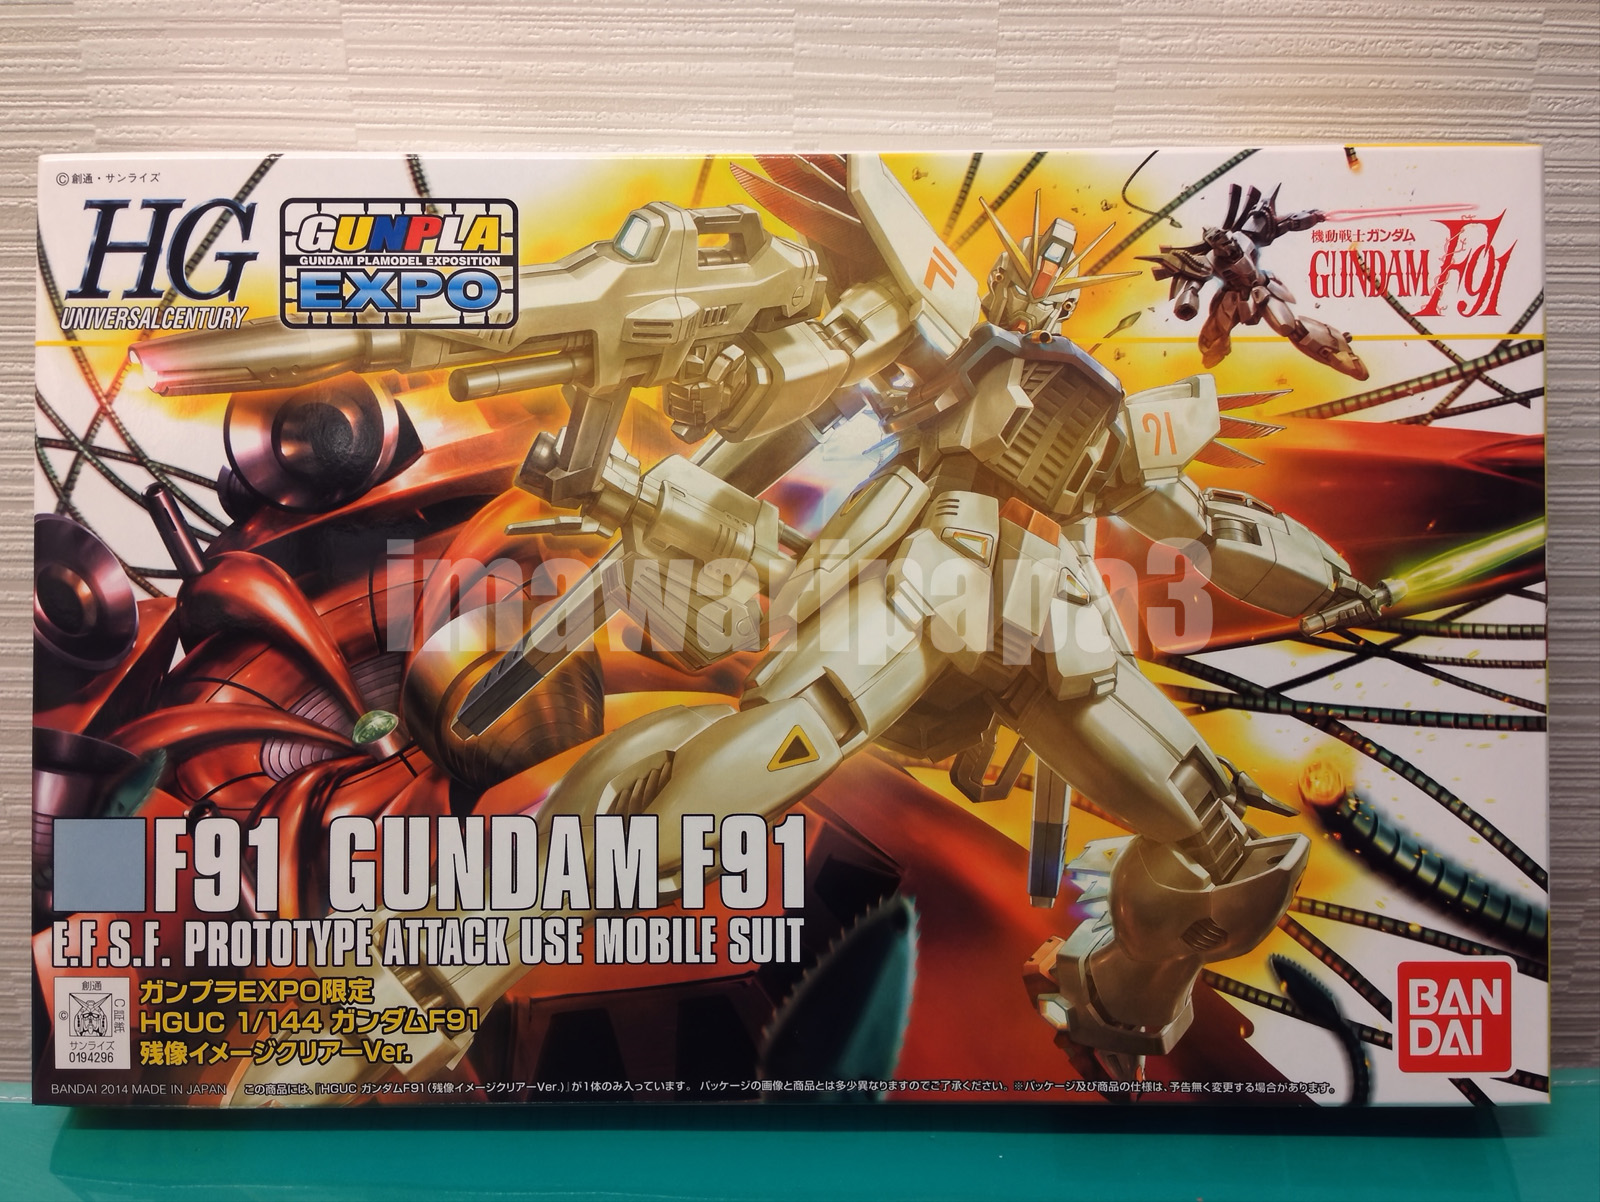 ©創通・サンライズ
HG
UNIVERSAL CENTURY
GUNPLA
GUNDAM PLAMODEL EXPOSITION
EXPO
機動戦士ガンダム
GUNDAM F91
91
91
imawaripapa3
F91 GUNDAM F91
E.F.S.F. PROTOTYPE ATTACK USE MOBILE SUIT
創通
©
サンライズ
0194296
ガンプラEXPO限定
HGUC 1/144 ガンダムF91
残像イメージクリアーVer.
BAN
DAI
BANDAI 2014 MADE IN JAPAN この商品には、『HGUC ガンダムF91(残像イメージクリアーVer.)』が1体のみ入っています。 パッケージの画像と商品とは多少異なりますのでご了承ください。※パッケージ及び商品の仕様は、予告無く変更する場合があります。